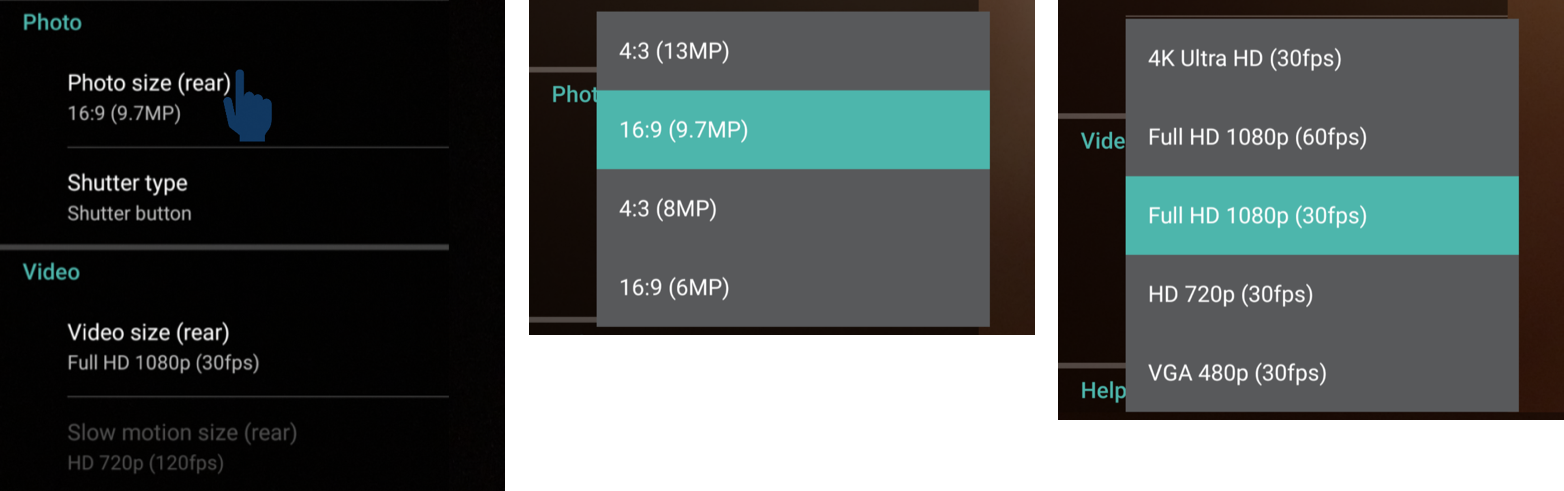 Photo
Photo size (rear)
16:9 (9.7MP)
Shutter type
Shutter button
Video
Video size (rear)
Full HD 1080p (30fps)
Slow motion size (rear)
HD 720p (120fps)
Phot
4:3 (13MP)
16:9 (9.7MP)
4:3 (8MP)
16:9 (6MP)
Vide
Help
4K Ultra HD (30fps)
Full HD 1080p (60fps)
Full HD 1080p (30fps)
HD 720p (30fps)
VGA 480p (30fps)